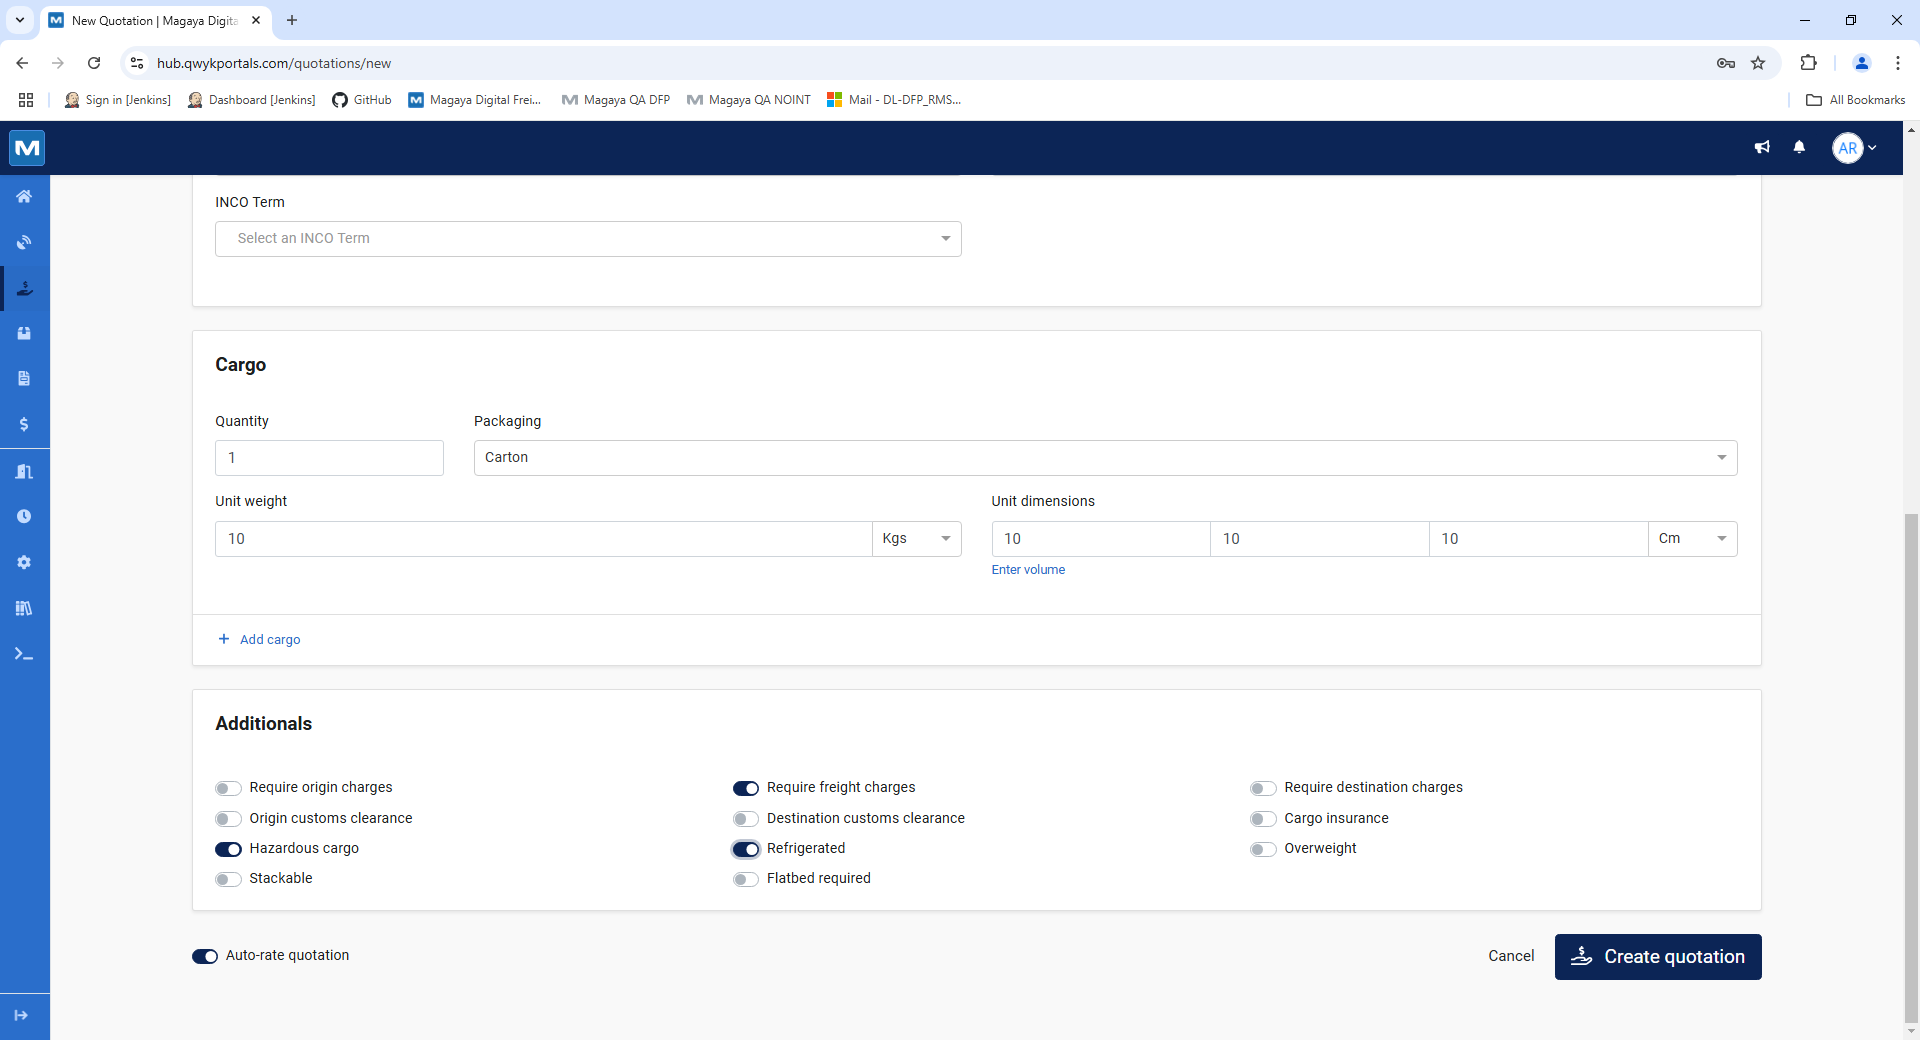 New Quotation | Magaya Digita
hub.qwykportals.com/quotations/new
Sign in [Jenkins]
Dashboard [Jenkins]
GitHub
Magaya Digital Frei...
Magaya QA DFP
Magaya QA NOINT
Mail - DL-DFP_RMS...
All Bookmarks
M
AR
INCO Term
Select an INCO Term
Cargo
Quantity
Packaging
1
Carton
Unit weight
Unit dimensions
10
Kgs
10
10
10
Cm
Enter volume
+ Add cargo
Additionals
Require origin charges
Require freight charges
Require destination charges
Origin customs clearance
Destination customs clearance
Cargo insurance
Hazardous cargo
Refrigerated
Overweight
Stackable
Flatbed required
Auto-rate quotation
Cancel
Create quotation